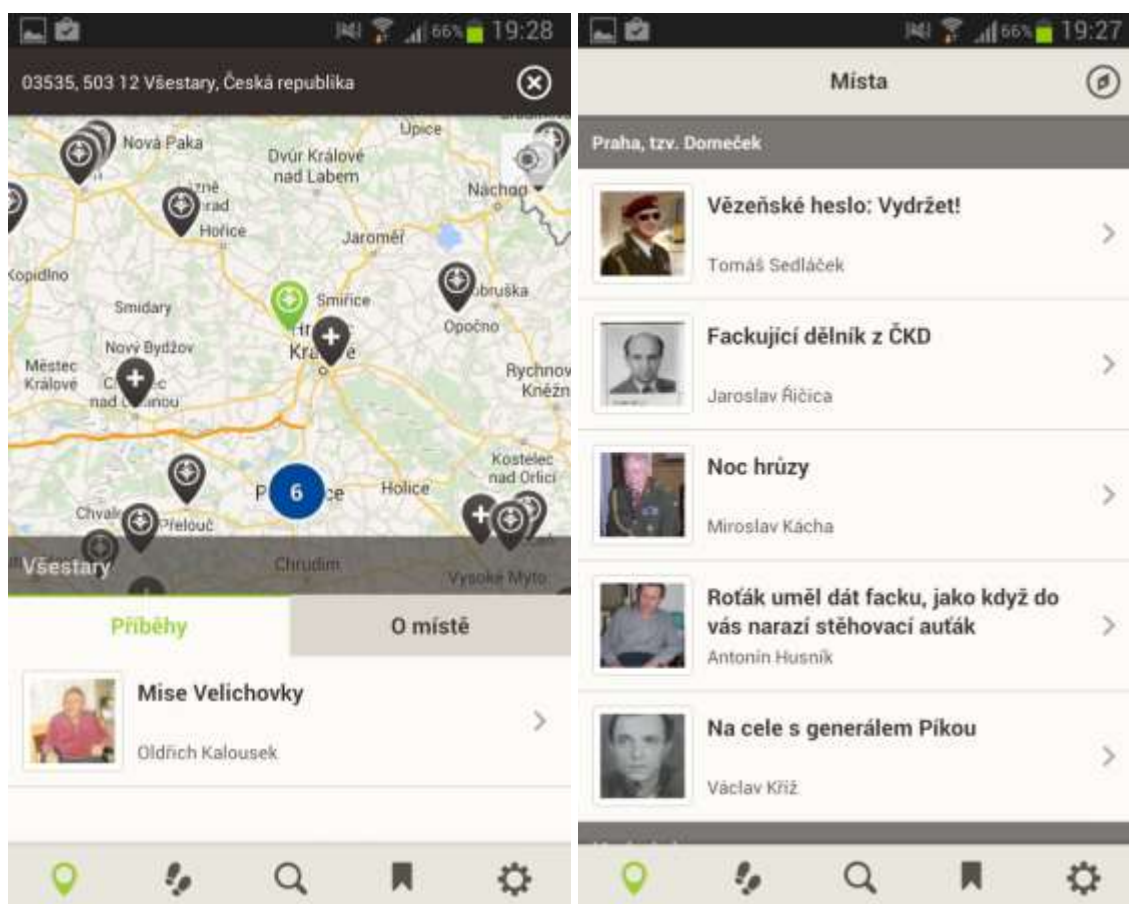 66% 19:28
03535, 503 12 Všestary, Česká republika
Úpice
Nová Paka
Dvůr Králové
nad Labem
Náchod
Hořice
Jaroměř
Smidary
Smiřice
Opočno
Nový Bydžov
Městec
Králové
Rychnov
Kněžn
Kostelec
nad Orlicí
6
Holice
Přelouč
Všestary
Chrudim
Vysoké Mýto
Příběhy
O místě
Mise Velichovky
Oldřich Kalousek
66% 19:27
Místa
Praha, tzv. Domeček
Vězeňské heslo: Vydržet!
Tomáš Sedláček
Fackující dělník z ČKD
Jaroslav Řičica
Noc hrůzy
Miroslav Kácha
Roťák uměl dát facku, jako když do
vás narazí stěhovací auťák
Antonín Husník
Na cele s generálem Píkou
Václav Kříž